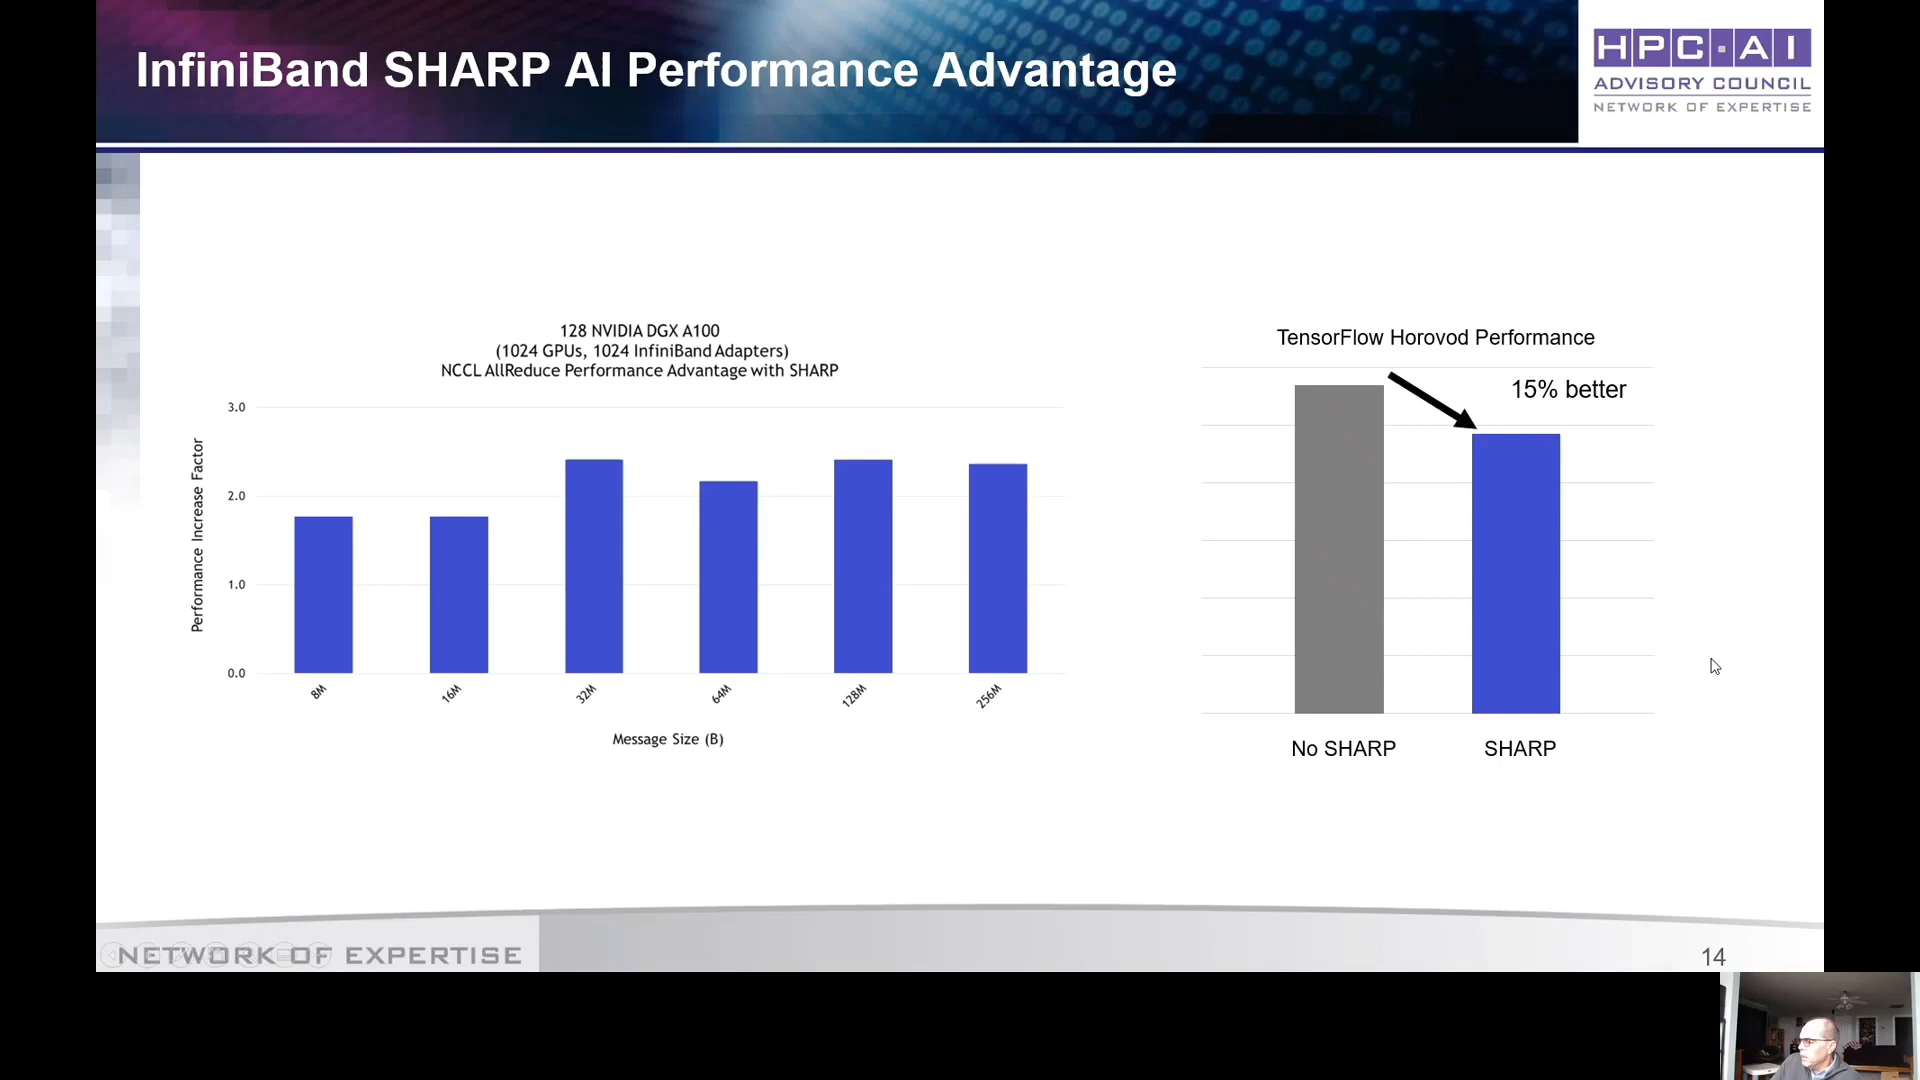 InfiniBand SHARP AI Performance Advantage
HPC·AI
ADVISORY COUNCIL
NETWORK OF EXPERTISE
128 NVIDIA DGX A100
(1024 GPUs, 1024 InfiniBand Adapters)
NCCL AllReduce Performance Advantage with SHARP
Performance Increase Factor
3.0
2.0
1.0
0.0
8M
16M
32M
64M
128M
256M
Message Size (B)
TensorFlow Horovod Performance
15% better
No SHARP
SHARP
NETWORK OF EXPERTISE
14